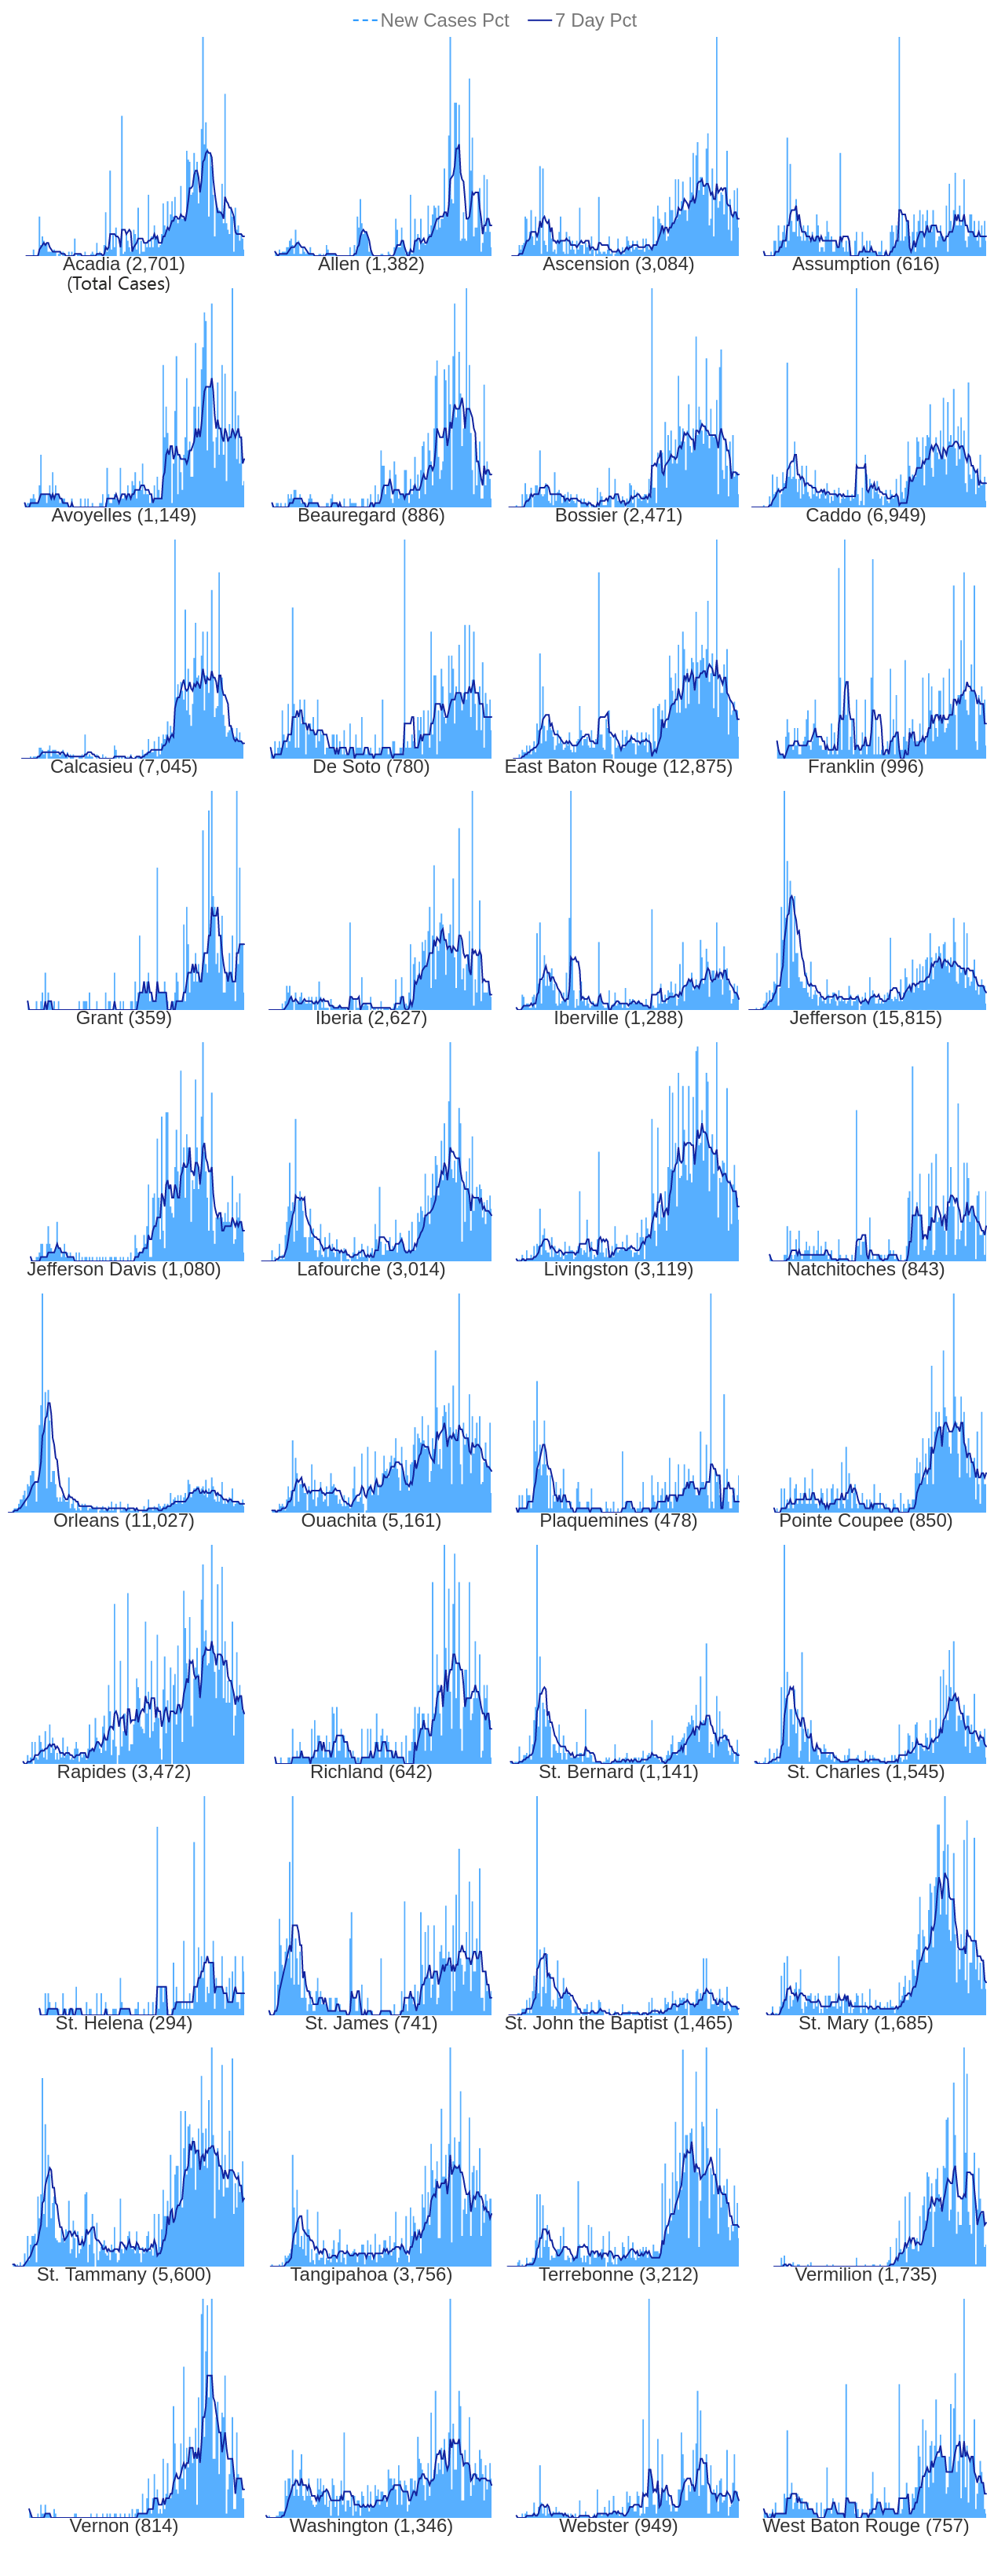 New Cases Pct 7 Day Pct
Acadia (2,701) Allen (1,382) Ascension (3,084) Assumption (616)
(Total Cases)
Avoyelles (1,149) Beauregard (886) Bossier (2,471) Caddo (6,949)
Calcasieu (7,045) De Soto (780) East Baton Rouge (12,875) Franklin (996)
Grant (359) Iberia (2,627) Iberville (1,288) Jefferson (15,815)
Jefferson Davis (1,080) Lafourche (3,014) Livingston (3,119) Natchitoches (843)
Orleans (11,027) Ouachita (5,161) Plaquemines (478) Pointe Coupee (850)
Rapides (3,472) Richland (642) St. Bernard (1,141) St. Charles (1,545)
St. Helena (294) St. James (741) St. John the Baptist (1,465) St. Mary (1,685)
St. Tammany (5,600) Tangipahoa (3,756) Terrebonne (3,212) Vermilion (1,735)
Vernon (814) Washington (1,346) Webster (949) West Baton Rouge (757)